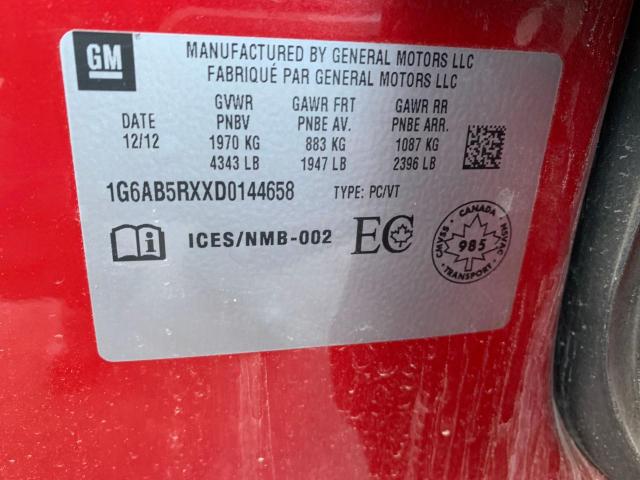 GM
MANUFACTURED BY GENERAL MOTORS LLC
FABRIQUÉ PAR GENERAL MOTORS LLC
GVWR GAWR FRT GAWR RR
DATE PNBV PNBE AV. PNBE ARR.
12/12 1970 KG 883 KG 1087 KG
4343 LB 1947 LB 2396 LB
1G6AB5RXXD0144658 TYPE: PC/VT
i ICES/NMB-002 EC
CANADA
SVAC NSVAC
985
TRANSPORT